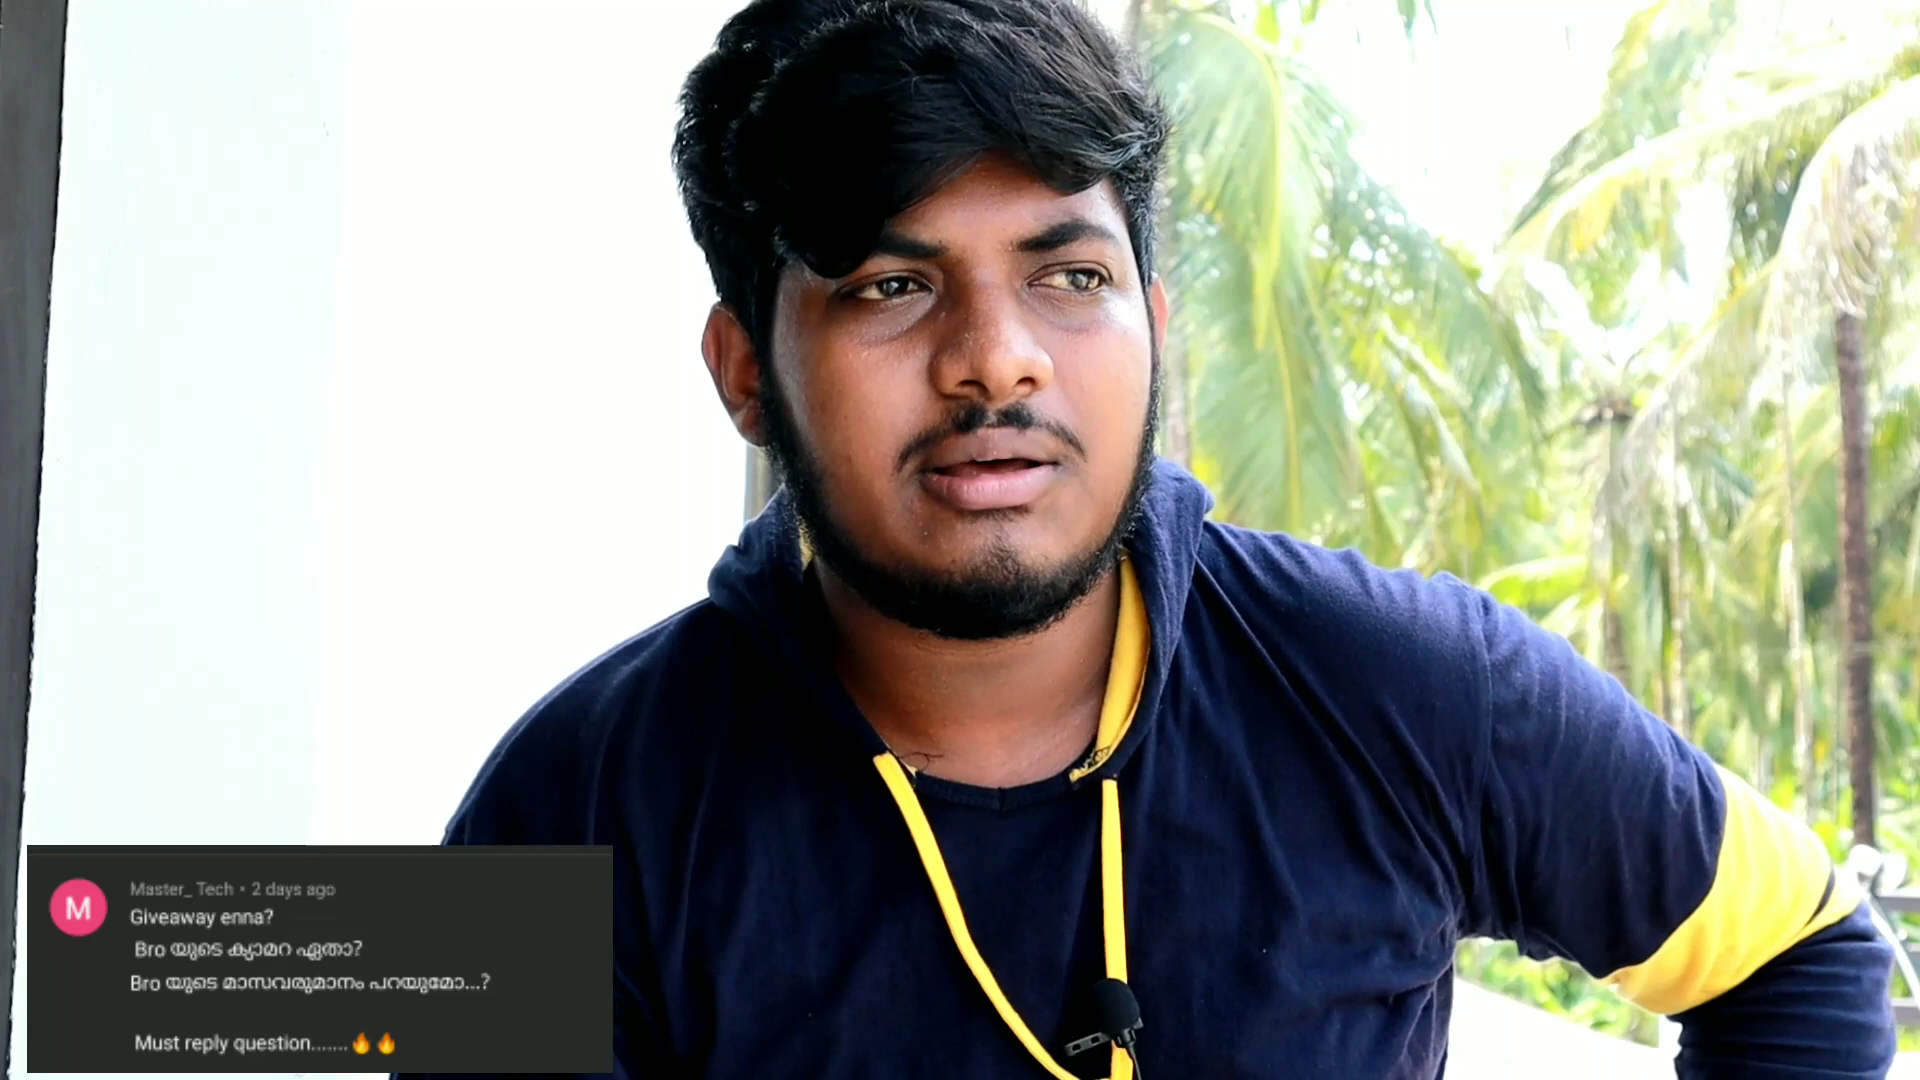 M
Master_ Tech • 2 days ago
Giveaway enna?
Bro യുടെ ക്യാമറ ഏതാ?
Bro യുടെ മാസവരുമാനം പറയുമോ...?
Must reply question.......🔥🔥